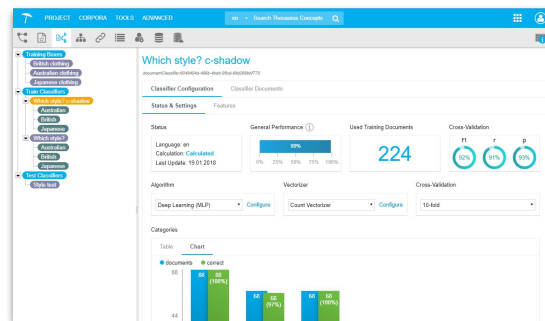 PROJECT CORPORA TOOLS ADVANCED en Search Thesaurus Concepts
Training Boxes
British clothing
Australian clothing
Japanese clothing
Train Classifiers
Which style? c-shadow
Australian
British
Japanese
Which style?
Australian
British
Japanese
Test Classifiers
Style test
Which style? c-shadow
Classifier Configuration Classifier Documents
Status & Settings Features
Status General Performance Used Training Documents Cross-Validation
Language: en
Calculation: Calculated
Last Update: 19.01.2018
99%
0% 25% 50% 75% 100%
224
F1 r p
92% 91% 93%
Algorithm Vectorizer Cross-Validation
Deep Learning (MLP) Configure Count Vectorizer Configure 10-fold
Categories
Table Chart
documents correct
88
88 88
(100%)
68 66
(97%)
68 68
(100%)
44